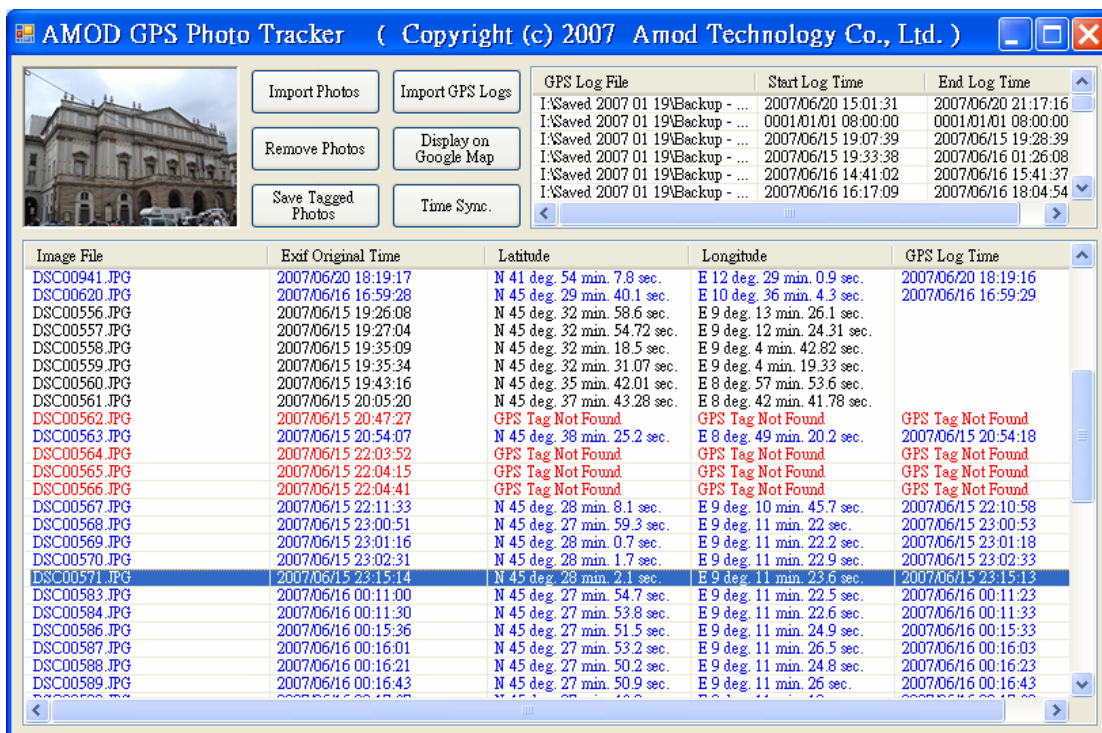 AMOD GPS Photo Tracker ( Copyright (c) 2007 Amod Technology Co., Ltd. )
Import Photos Import GPS Logs
Remove Photos Display on Google Map
Save Tagged Photos Time Sync.
GPS Log File Start Log Time End Log Time
I:\Saved 2007 01 19\Backup - ... 2007/06/20 15:01:31 2007/06/20 21:17:16
I:\Saved 2007 01 19\Backup - ... 0001/01/01 08:00:00 0001/01/01 08:00:00
I:\Saved 2007 01 19\Backup - ... 2007/06/15 19:07:39 2007/06/15 19:28:39
I:\Saved 2007 01 19\Backup - ... 2007/06/15 19:33:38 2007/06/16 01:26:08
I:\Saved 2007 01 19\Backup - ... 2007/06/16 14:41:02 2007/06/16 15:41:37
I:\Saved 2007 01 19\Backup - ... 2007/06/16 16:17:09 2007/06/16 18:04:54
Image File Exif Original Time Latitude Longitude GPS Log Time
DSC00941.JPG 2007/06/20 18:19:17 N 41 deg. 54 min. 7.8 sec. E 12 deg. 29 min. 0.9 sec. 2007/06/20 18:19:16
DSC00620.JPG 2007/06/16 16:59:28 N 45 deg. 29 min. 40.1 sec. E 10 deg. 36 min. 4.3 sec. 2007/06/16 16:59:29
DSC00556.JPG 2007/06/15 19:26:08 N 45 deg. 32 min. 58.6 sec. E 9 deg. 13 min. 26.1 sec.
DSC00557.JPG 2007/06/15 19:27:04 N 45 deg. 32 min. 54.72 sec. E 9 deg. 12 min. 24.31 sec.
DSC00558.JPG 2007/06/15 19:35:09 N 45 deg. 32 min. 18.5 sec. E 9 deg. 4 min. 42.82 sec.
DSC00559.JPG 2007/06/15 19:35:34 N 45 deg. 32 min. 31.07 sec. E 9 deg. 4 min. 19.33 sec.
DSC00560.JPG 2007/06/15 19:43:16 N 45 deg. 35 min. 42.01 sec. E 8 deg. 57 min. 53.6 sec.
DSC00561.JPG 2007/06/15 20:05:20 N 45 deg. 37 min. 43.28 sec. E 8 deg. 42 min. 41.78 sec.
DSC00562.JPG 2007/06/15 20:47:27 GPS Tag Not Found GPS Tag Not Found GPS Tag Not Found
DSC00563.JPG 2007/06/15 20:54:07 N 45 deg. 38 min. 25.2 sec. E 8 deg. 49 min. 20.2 sec. 2007/06/15 20:54:18
DSC00564.JPG 2007/06/15 22:03:52 GPS Tag Not Found GPS Tag Not Found GPS Tag Not Found
DSC00565.JPG 2007/06/15 22:04:15 GPS Tag Not Found GPS Tag Not Found GPS Tag Not Found
DSC00566.JPG 2007/06/15 22:04:41 GPS Tag Not Found GPS Tag Not Found GPS Tag Not Found
DSC00567.JPG 2007/06/15 22:11:33 N 45 deg. 28 min. 8.1 sec. E 9 deg. 10 min. 45.7 sec. 2007/06/15 22:10:58
DSC00568.JPG 2007/06/15 23:00:51 N 45 deg. 27 min. 59.3 sec. E 9 deg. 11 min. 22 sec. 2007/06/15 23:00:53
DSC00569.JPG 2007/06/15 23:01:16 N 45 deg. 28 min. 0.7 sec. E 9 deg. 11 min. 22.2 sec. 2007/06/15 23:01:18
DSC00570.JPG 2007/06/15 23:02:31 N 45 deg. 28 min. 1.7 sec. E 9 deg. 11 min. 22.9 sec. 2007/06/15 23:02:33
DSC00571.JPG 2007/06/15 23:15:14 N 45 deg. 28 min. 2.1 sec. E 9 deg. 11 min. 23.6 sec. 2007/06/15 23:15:13
DSC00583.JPG 2007/06/16 00:11:00 N 45 deg. 27 min. 54.7 sec. E 9 deg. 11 min. 22.5 sec. 2007/06/16 00:11:23
DSC00584.JPG 2007/06/16 00:11:30 N 45 deg. 27 min. 53.8 sec. E 9 deg. 11 min. 22.6 sec. 2007/06/16 00:11:33
DSC00586.JPG 2007/06/16 00:15:36 N 45 deg. 27 min. 51.5 sec. E 9 deg. 11 min. 24.9 sec. 2007/06/16 00:15:33
DSC00587.JPG 2007/06/16 00:16:01 N 45 deg. 27 min. 53.2 sec. E 9 deg. 11 min. 26.5 sec. 2007/06/16 00:16:03
DSC00588.JPG 2007/06/16 00:16:21 N 45 deg. 27 min. 50.2 sec. E 9 deg. 11 min. 24.8 sec. 2007/06/16 00:16:23
DSC00589.JPG 2007/06/16 00:16:43 N 45 deg. 27 min. 50.9 sec. E 9 deg. 11 min. 26 sec. 2007/06/16 00:16:43